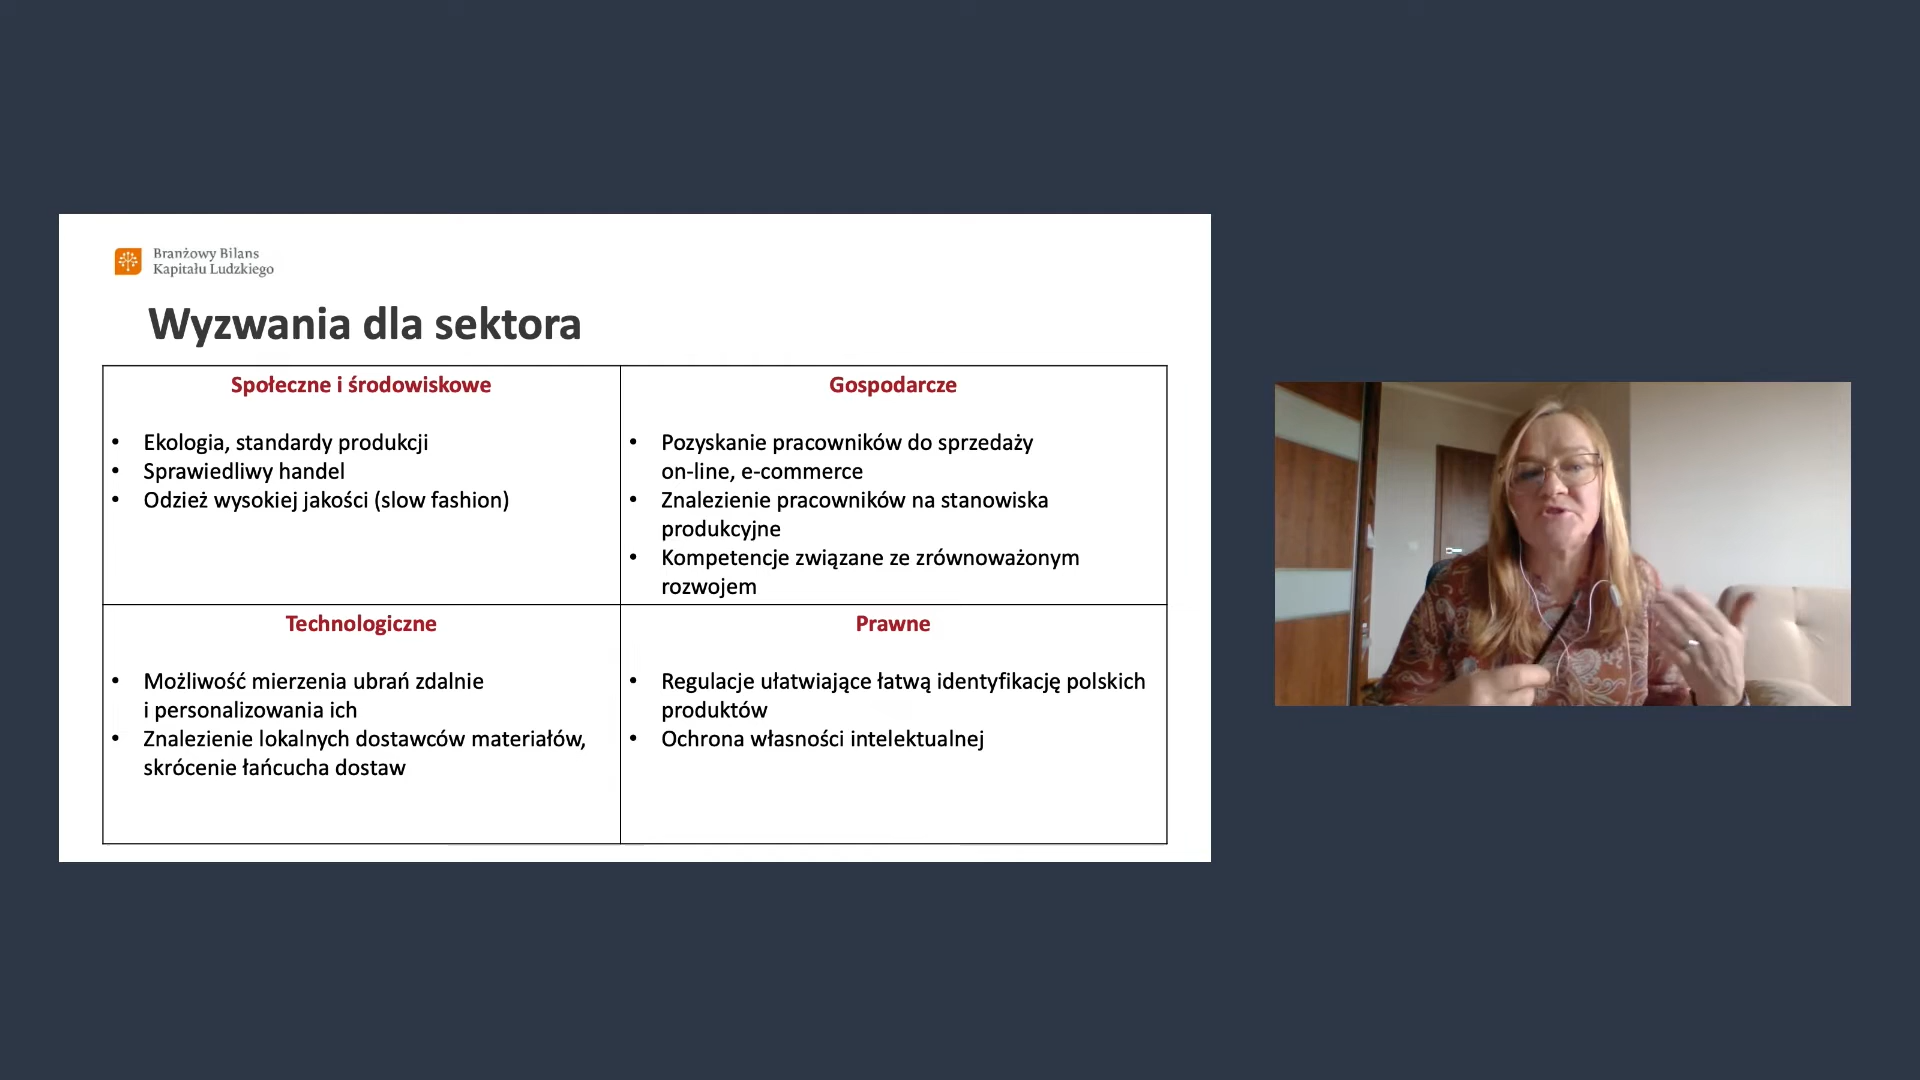 Branżowy Bilans
Kapitału Ludzkiego
Wyzwania dla sektora
Społeczne i środowiskowe
• Ekologia, standardy produkcji
• Sprawiedliwy handel
• Odzież wysokiej jakości (slow fashion)
Gospodarcze
• Pozyskanie pracowników do sprzedaży
on-line, e-commerce
• Znalezienie pracowników na stanowiska
produkcyjne
• Kompetencje związane ze zrównoważonym
rozwojem
Technologiczne
• Możliwość mierzenia ubrań zdalnie
i personalizowania ich
• Znalezienie lokalnych dostawców materiałów,
skrócenie łańcucha dostaw
Prawne
• Regulacje ułatwiające łatwą identyfikację polskich
produktów
• Ochrona własności intelektualnej